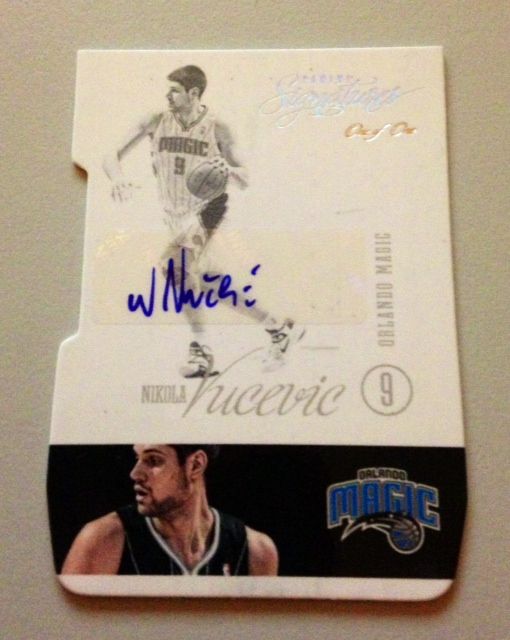 PANINI
Signatures
One of One
MAGIC
9
ORLANDO MAGIC
NIKOLA Vucevic 9
ORLANDO
MAGIC